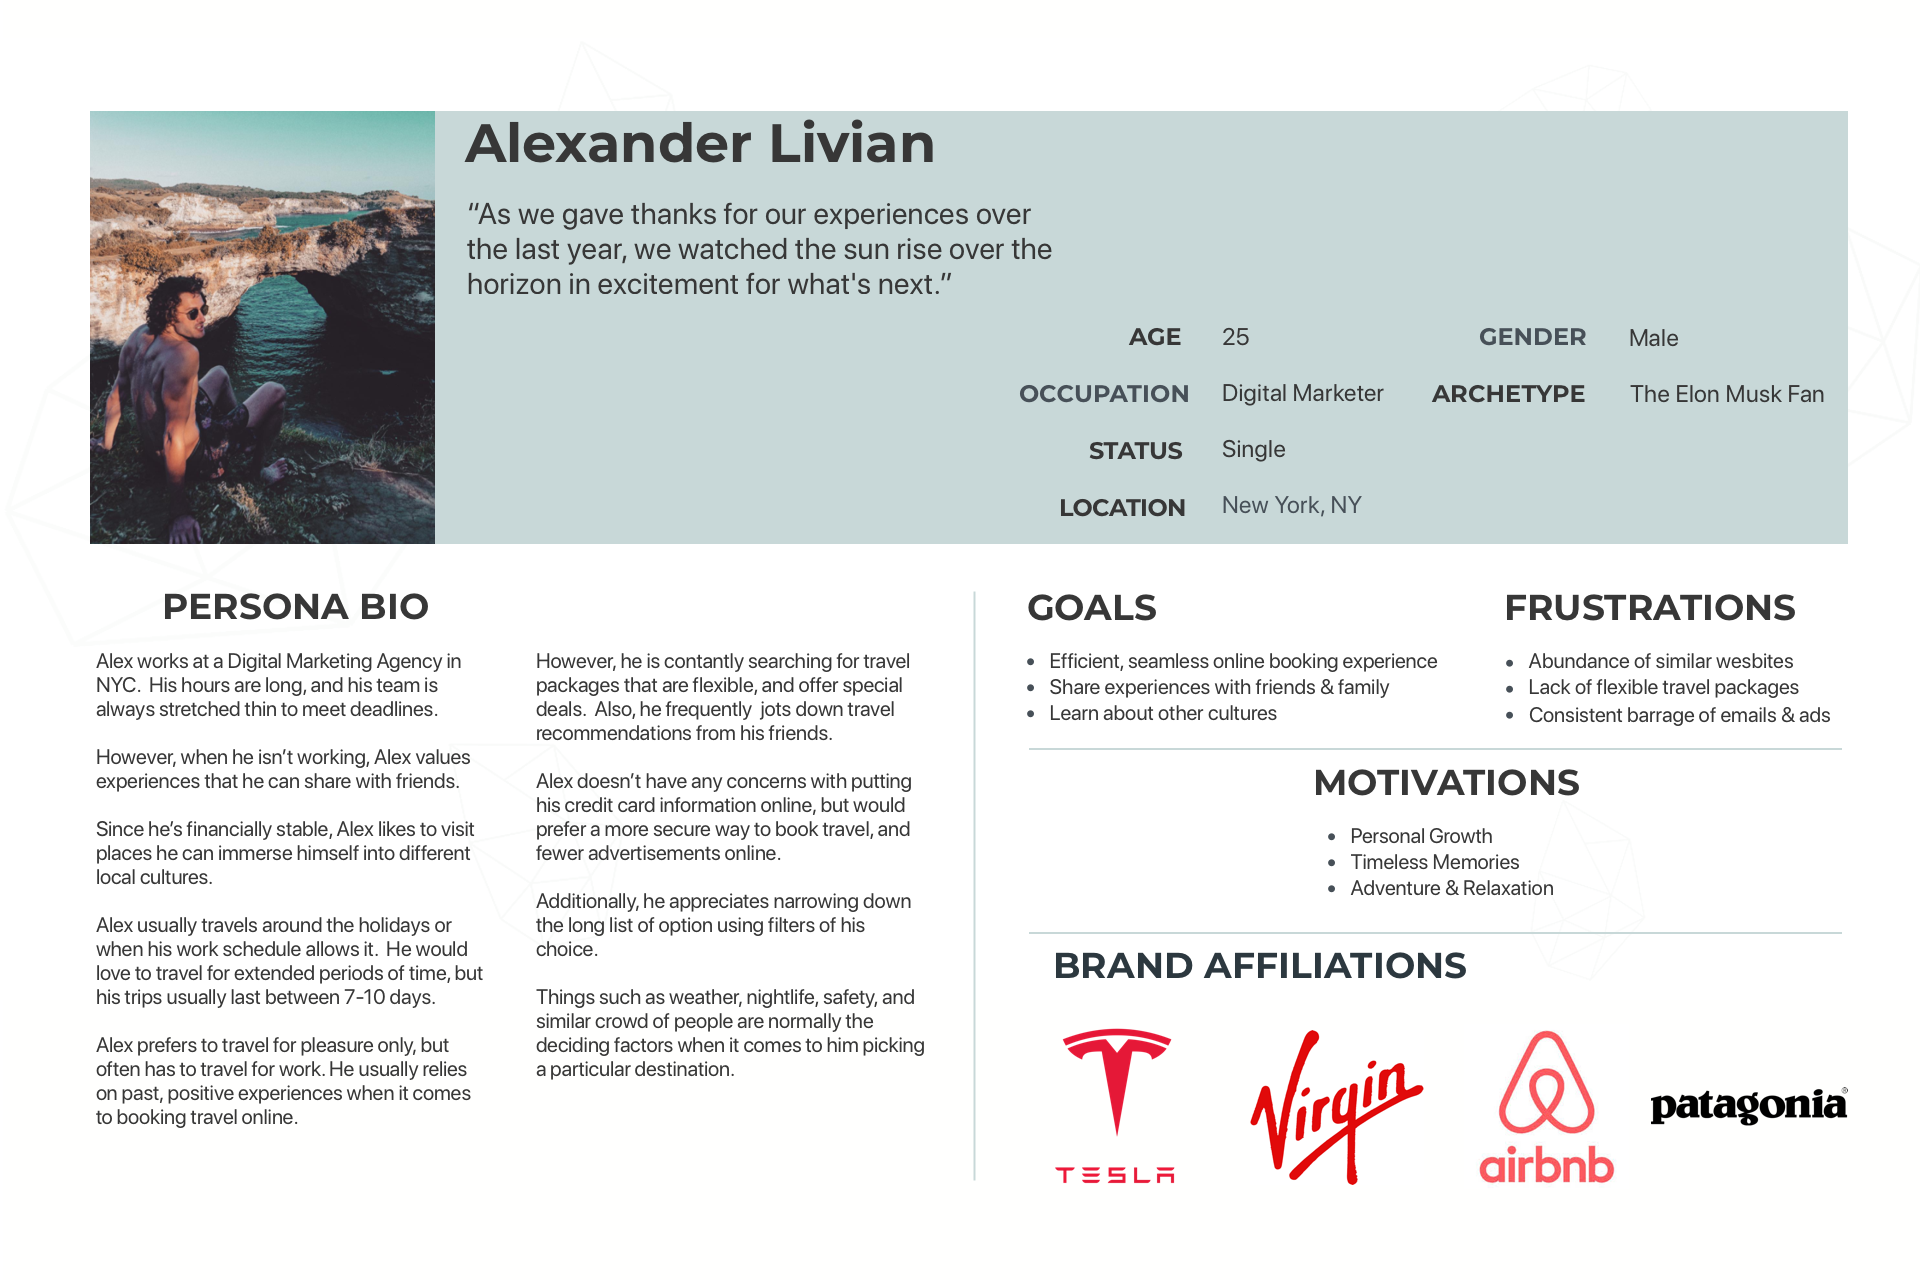 Alexander Livian
“As we gave thanks for our experiences over
the last year, we watched the sun rise over the
horizon in excitement for what's next.”
AGE 25
GENDER Male
OCCUPATION Digital Marketer
ARCHETYPE The Elon Musk Fan
STATUS Single
LOCATION New York, NY
PERSONA BIO
Alex works at a Digital Marketing Agency in
NYC. His hours are long, and his team is
always stretched thin to meet deadlines.
However, when he isn’t working, Alex values
experiences that he can share with friends.
Since he’s financially stable, Alex likes to visit
places he can immerse himself into different
local cultures.
Alex usually travels around the holidays or
when his work schedule allows it. He would
love to travel for extended periods of time, but
his trips usually last between 7-10 days.
Alex prefers to travel for pleasure only, but
often has to travel for work. He usually relies
on past, positive experiences when it comes
to booking travel online.
However, he is contantly searching for travel
packages that are flexible, and offer special
deals. Also, he frequently jots down travel
recommendations from his friends.
Alex doesn’t have any concerns with putting
his credit card information online, but would
prefer a more secure way to book travel, and
fewer advertisements online.
Additionally, he appreciates narrowing down
the long list of option using filters of his
choice.
Things such as weather, nightlife, safety, and
similar crowd of people are normally the
deciding factors when it comes to him picking
a particular destination.
GOALS
• Efficient, seamless online booking experience
• Share experiences with friends & family
• Learn about other cultures
FRUSTRATIONS
• Abundance of similar wesbites
• Lack of flexible travel packages
• Consistent barrage of emails & ads
MOTIVATIONS
• Personal Growth
• Timeless Memories
• Adventure & Relaxation
BRAND AFFILIATIONS
TESLA
Virgin
airbnb
patagonia®